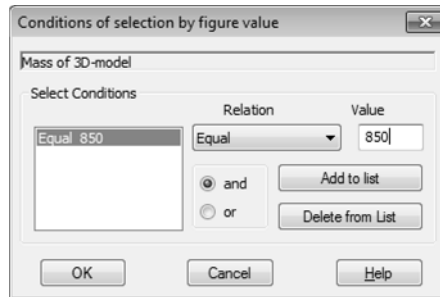 Conditions of selection by figure value
Mass of 3D-model
Select Conditions
Relation Value
Equal 850
Equal 850
and
or
Add to list
Delete from List
OK Cancel Help